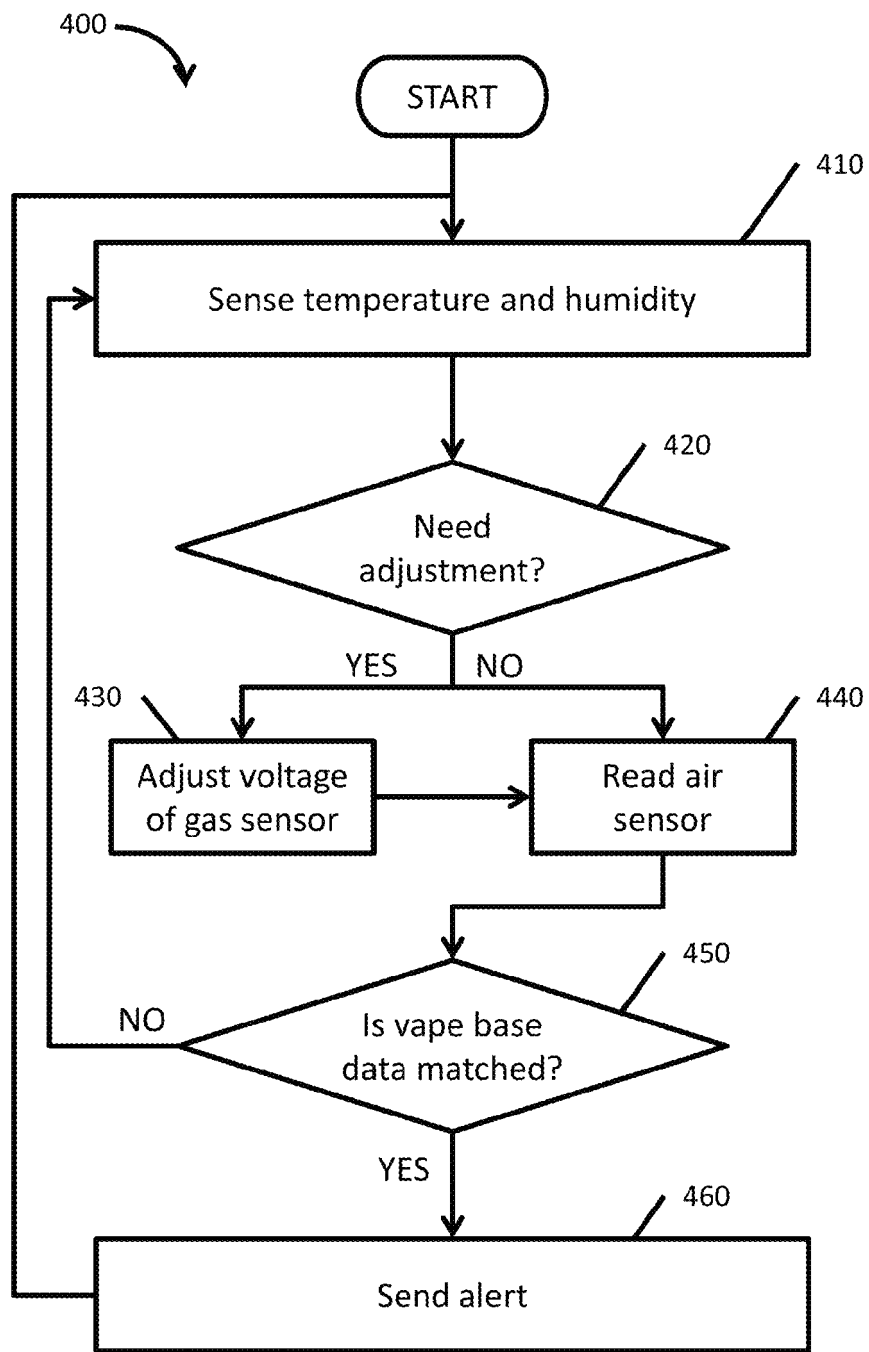 400
START
410
Sense temperature and humidity
420
Need
adjustment?
YES NO
430
440
Adjust voltage
of gas sensor
Read air
sensor
450
NO
Is vape base
data matched?
YES
460
Send alert